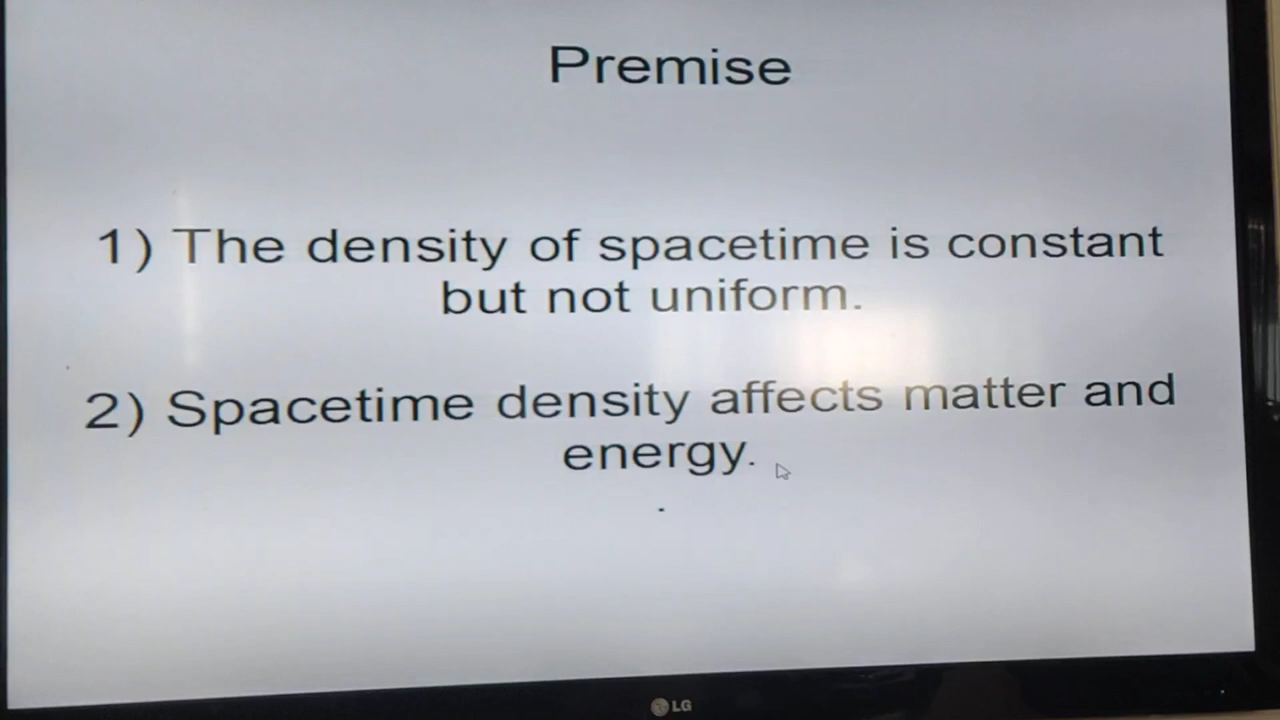 Premise
1) The density of spacetime is constant
but not uniform.
2) Spacetime density affects matter and
energy.
.
LG